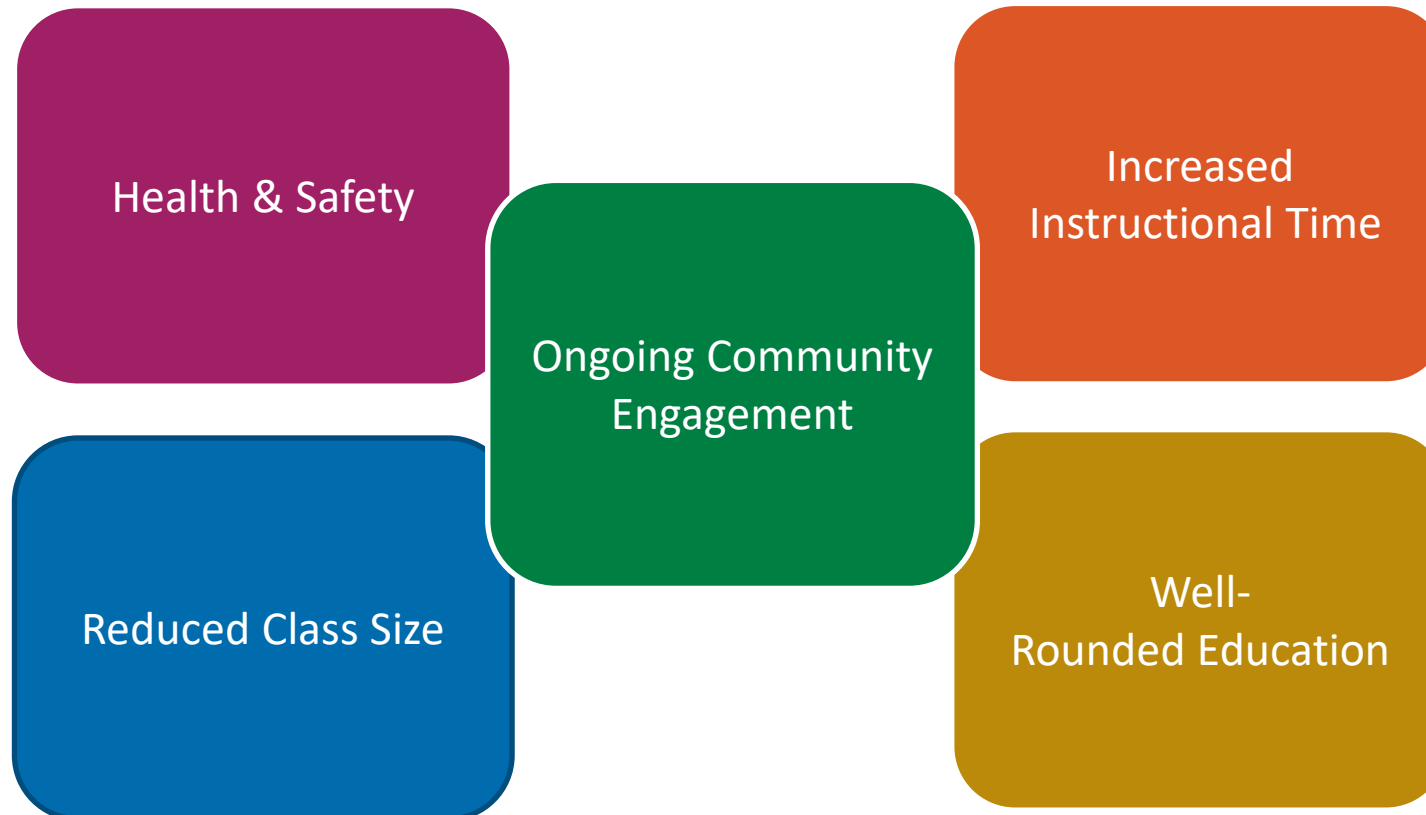 Health & Safety
Increased
Instructional Time
Ongoing Community
Engagement
Reduced Class Size
Well-
Rounded Education